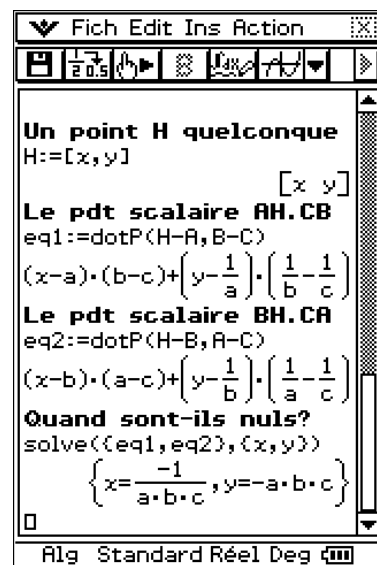 Fich Edit Ins Action
Un point H quelconque
H:=[x,y]
[x y]
Le pdt scalaire AH.CB
eq1:=dotP(H-A,B-C)
(x-a)·(b-c)+(y-1/a)·(1/b-1/c)
Le pdt scalaire BH.CA
eq2:=dotP(H-B,A-C)
(x-b)·(a-c)+(y-1/b)·(1/a-1/c)
Quand sont-ils nuls?
solve({eq1,eq2},{x,y})
{x=-1/a·b·c,y=-a·b·c}
Alg Standard Réel Deg